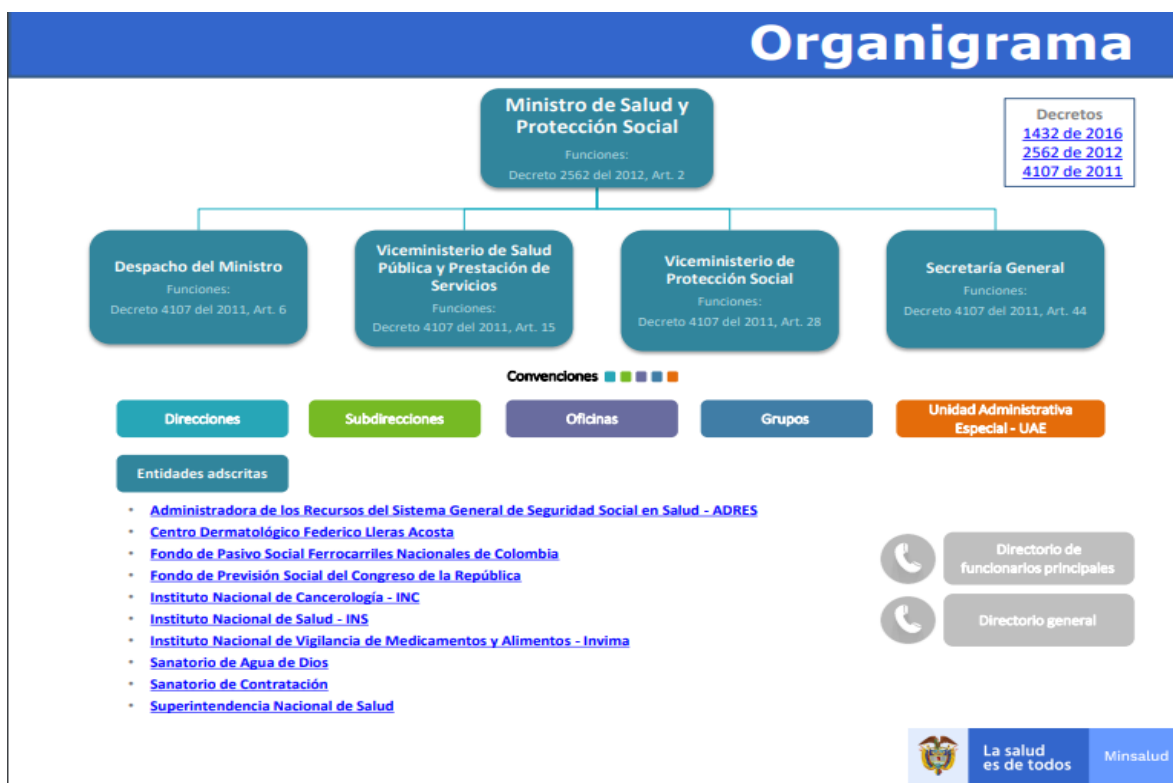 Organigrama
Ministro de Salud y
Protección Social
Funciones:
Decreto 2562 del 2012, Art. 2
Decretos
1432 de 2016
2562 de 2012
4107 de 2011
Despacho del Ministro
Funciones:
Decreto 4107 del 2011, Art. 6
Viceministerio de Salud
Pública y Prestación de
Servicios
Funciones:
Decreto 4107 del 2011, Art. 15
Viceministerio de
Protección Social
Funciones:
Decreto 4107 del 2011, Art. 28
Secretaría General
Funciones:
Decreto 4107 del 2011, Art. 44
Convenciones
Direcciones
Subdirecciones
Oficinas
Grupos
Unidad Administrativa
Especial - UAE
Entidades adscritas
• Administradora de los Recursos del Sistema General de Seguridad Social en Salud - ADRES
• Centro Dermatológico Federico Lleras Acosta
• Fondo de Pasivo Social Ferrocarriles Nacionales de Colombia
• Fondo de Previsión Social del Congreso de la República
• Instituto Nacional de Cancerología - INC
• Instituto Nacional de Salud - INS
• Instituto Nacional de Vigilancia de Medicamentos y Alimentos - Invima
• Sanatorio de Agua de Dios
• Sanatorio de Contratación
• Superintendencia Nacional de Salud
Directorio de
funcionarios principales
Directorio general
La salud
es de todos
Minsalud